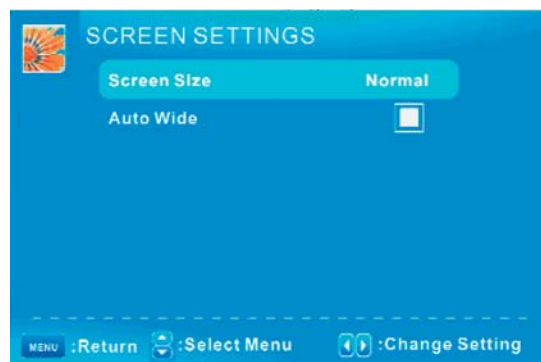 SCREEN SETTINGS
Screen SIze Normal
Auto Wide
MENU :Return :Select Menu :Change Setting